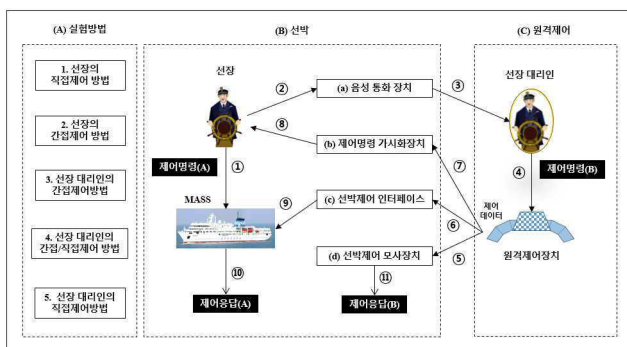 (A) 실험방법
(B) 선박
(C) 원격제어
1. 선장의
직접제어 방법
2. 선장의
간접제어 방법
3. 선장 대리인의
간접제어방법
4. 선장 대리인의
간접/직접제어 방법
5. 선장 대리인의
직접제어방법
선장
②
(a) 음성 통화 장치
③
⑧
(b) 제어명령 가시화장치
제어명령(A)
①
MASS
⑨
(c) 선박제어 인터페이스
(d) 선박제어 모사장치
⑩
⑪
제어응답(A)
제어응답(B)
선장 대리인
⑦
④
제어명령(B)
제어
데이터
⑥
⑤
원격제어장치